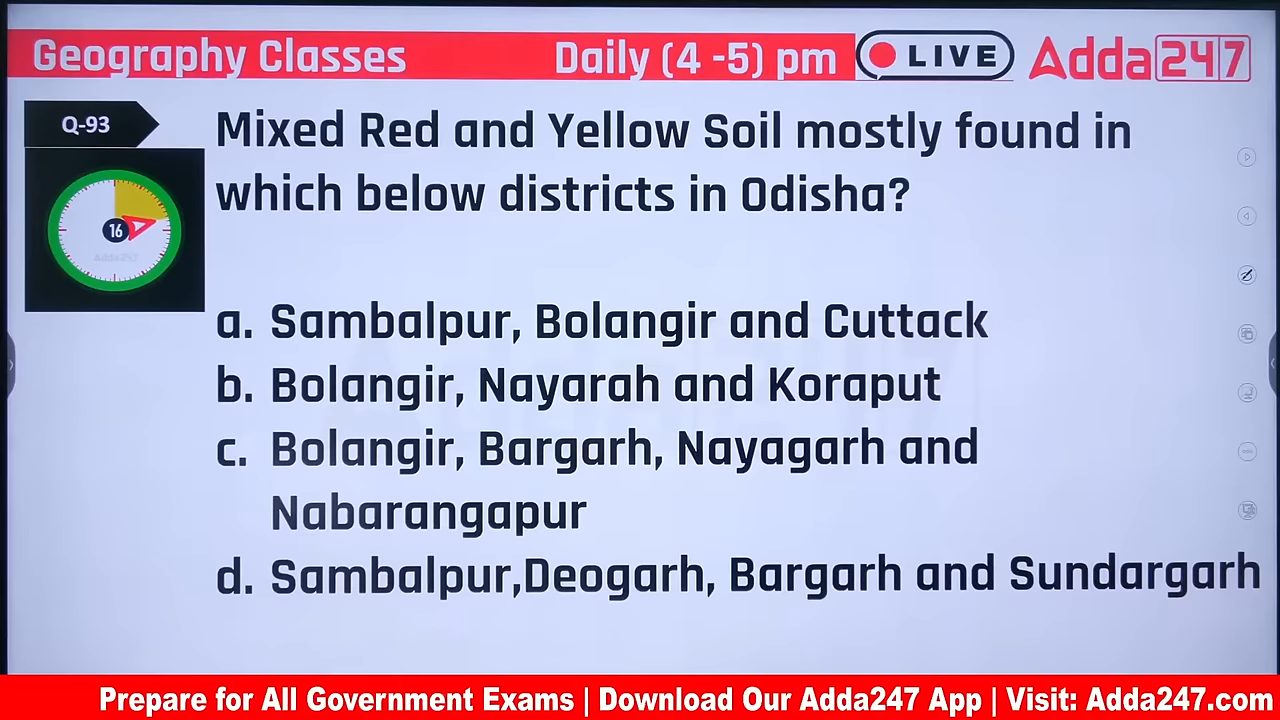 Geography Classes Daily (4 -5) pm LIVE Adda247
Q-93
Mixed Red and Yellow Soil mostly found in
which below districts in Odisha?
16
Adda247
a. Sambalpur, Bolangir and Cuttack
b. Bolangir, Nayarah and Koraput
c. Bolangir, Bargarh, Nayagarh and
Nabarangapur
d. Sambalpur,Deogarh, Bargarh and Sundargarh
Prepare for All Government Exams | Download Our Adda247 App | Visit: Adda247.com